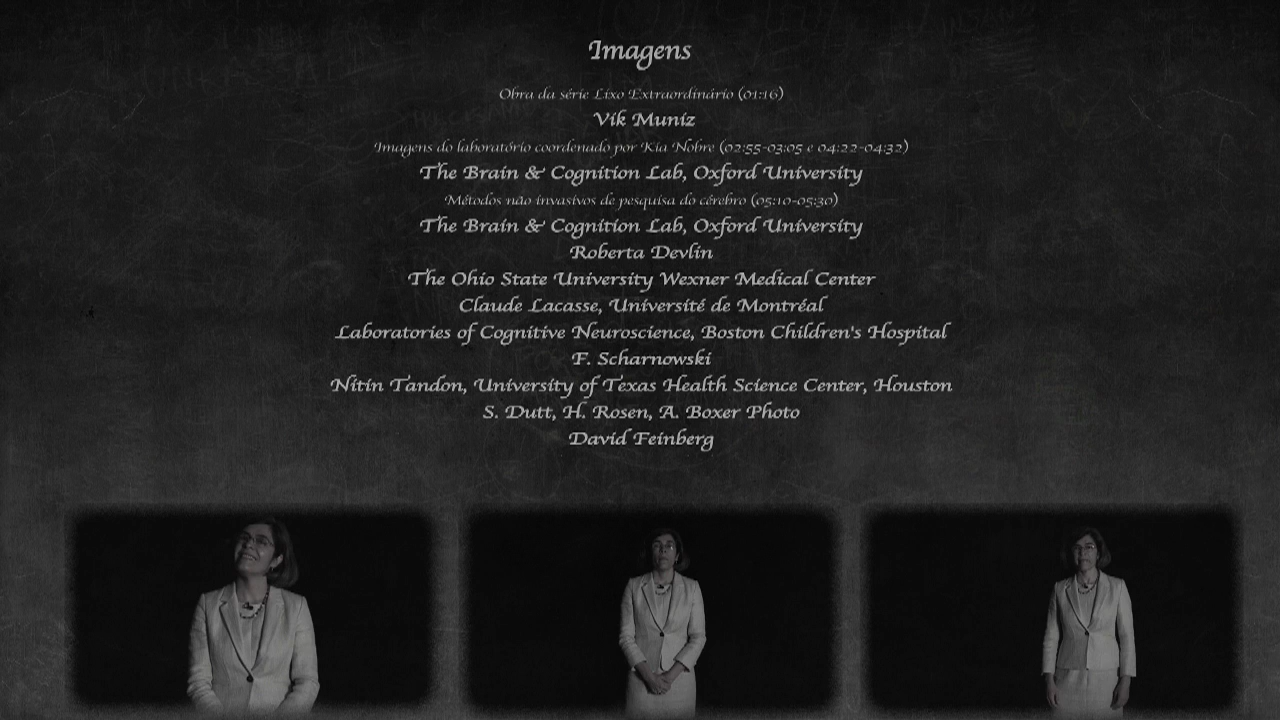 Imagens
Obra da série Lixo Extraordinário (01:16)
Vik Muniz
Imagens do laboratório coordenado por Kia Nobre (02:55-03:05 e 04:22-04:32)
The Brain & Cognition Lab, Oxford University
Métodos não invasivos de pesquisa do cérebro (05:10-05:30)
The Brain & Cognition Lab, Oxford University
Roberta Devlin
The Ohio State University Wexner Medical Center
Claude Lacasse, Université de Montréal
Laboratories of Cognitive Neuroscience, Boston Children's Hospital
F. Scharnowski
Nitin Tandon, University of Texas Health Science Center, Houston
S. Dutt, H. Rosen, A. Boxer Photo
David Feinberg